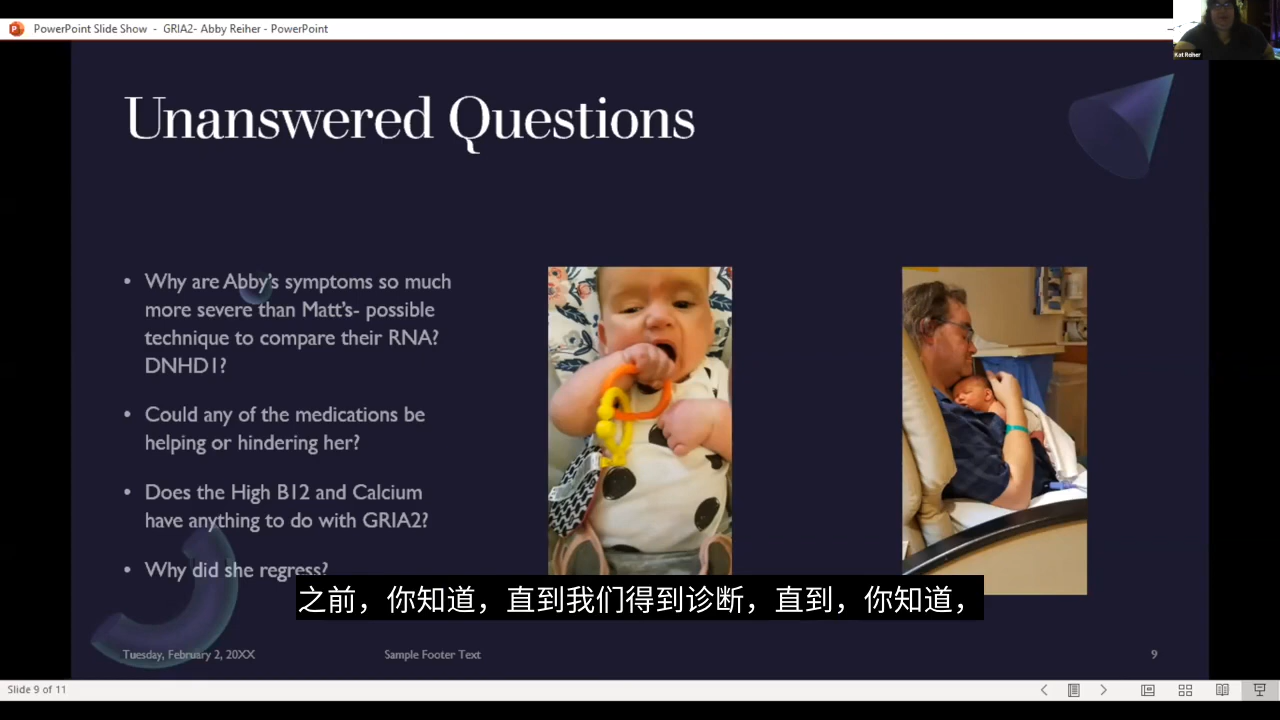 PowerPoint Slide Show - GRIA2- Abby Reiher - PowerPoint
Kat Reiher
Unanswered Questions
• Why are Abby's symptoms so much
more severe than Matt's- possible
technique to compare their RNA?
DNHD1?
• Could any of the medications be
helping or hindering her?
• Does the High B12 and Calcium
have anything to do with GRIA2?
• Why did she regress?
之前，你知道，直到我们得到诊断，直到，你知道，
Tuesday, February 2, 20XX
Sample Footer Text
9
Slide 9 of 11